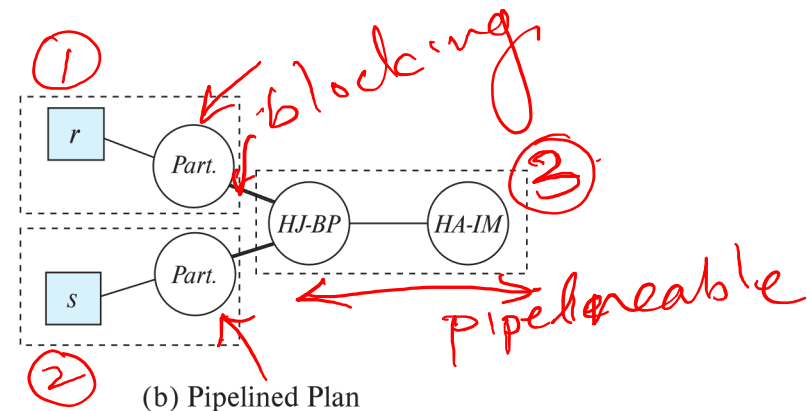 1
blocking
r
Part.
3
HJ-BP
HA-IM
Part.
s
pipelineable
2
(b) Pipelined Plan